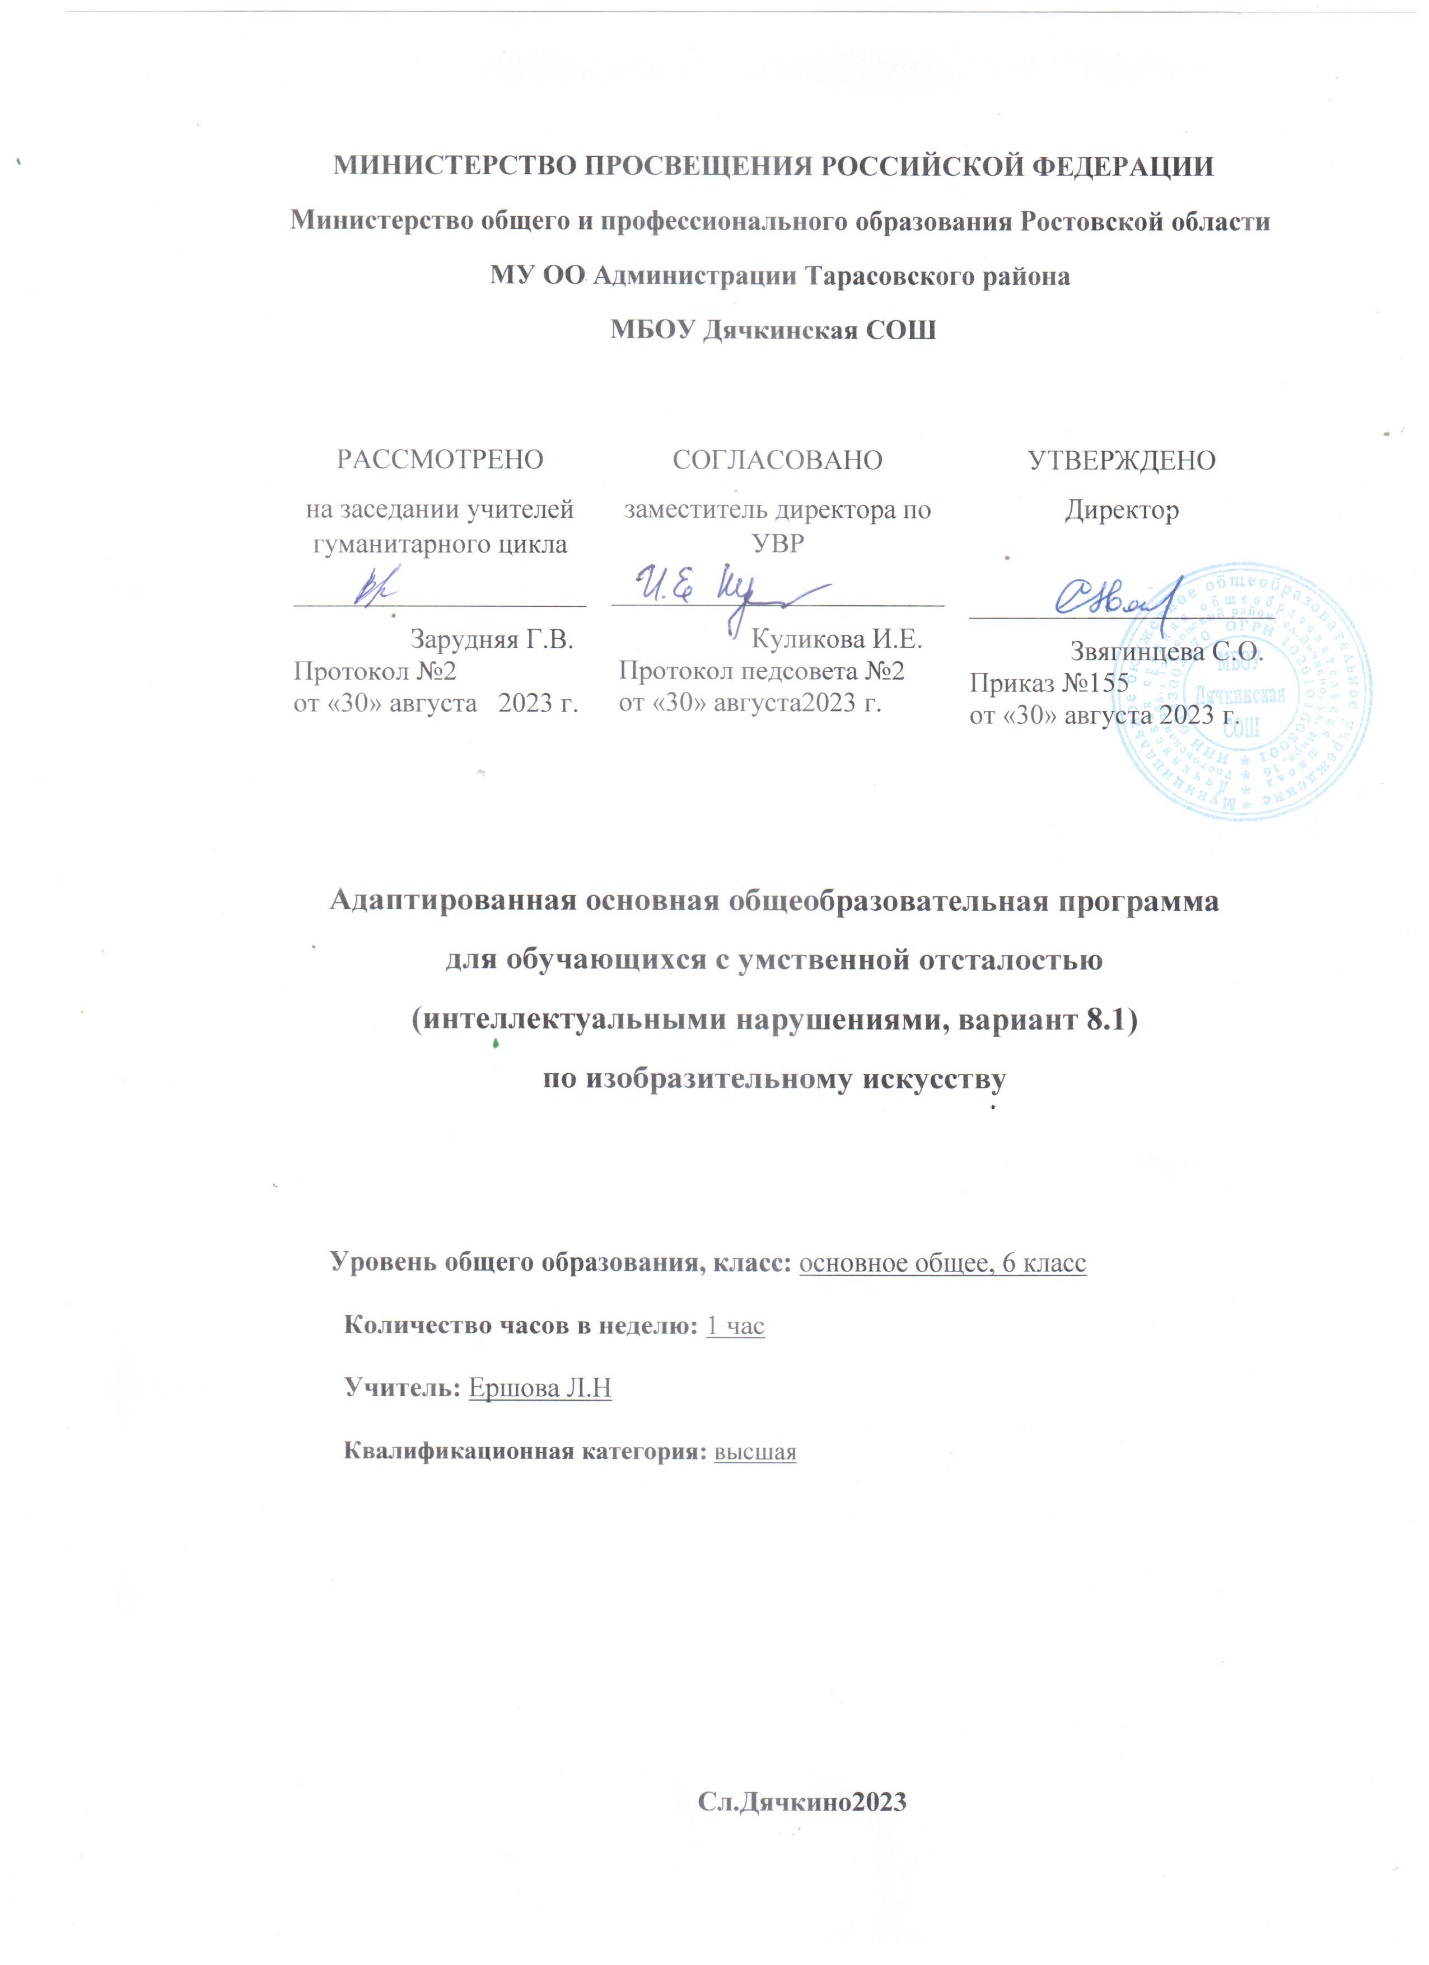 МИНИСТЕРСТВО ПРОСВЕЩЕНИЯ РОССИЙСКОЙ ФЕДЕРАЦИИ
Министерство общего и профессионального образования Ростовской области
МУ ОО Администрации Тарасовского района
МБОУ Дячкинская СОШ
РАССМОТРЕНО
на заседании учителей
гуманитарного цикла
Зарудняя Г.В.
Протокол №2
от «30» августа 2023 г.
СОГЛАСОВАНО
заместитель директора по
УВР
Куликова И.Е.
Протокол педсовета №2
от «30» августа2023 г.
УТВЕРЖДЕНО
Директор
Звягинцева С.О.
Приказ №155
от «30» августа 2023 г.
МБОУ
Дячкинская
СОШ
Адаптированная основная общеобразовательная программа
для обучающихся с умственной отсталостью
(интеллектуальными нарушениями, вариант 8.1)
по изобразительному искусству
Уровень общего образования, класс: основное общее, 6 класс
Количество часов в неделю: 1 час
Учитель: Ершова Л.Н
Квалификационная категория: высшая
Сл.Дячкино2023